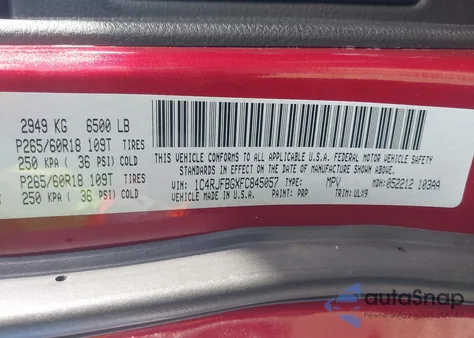 2949 KG 6500 LB
P265/60R18 109T TIRES
250 KPA ( 36 PSI) COLD
P265/60R18 109T TIRES
250 KPA ( 36 PSI) COLD
THIS VEHICLE CONFORMS TO ALL APPLICABLE U.S.A. FEDERAL MOTOR VEHICLE SAFETY
STANDARDS IN EFFECT ON THE DATE OF MANUFACTURE SHOWN ABOVE.
VIN: 1C4RJFBGXFC845057 TYPE: MPV MDH: 052212 103AA
VEHICLE MADE IN U.S.A. PAINT: PRP TRIM: ULX9
autoSnap